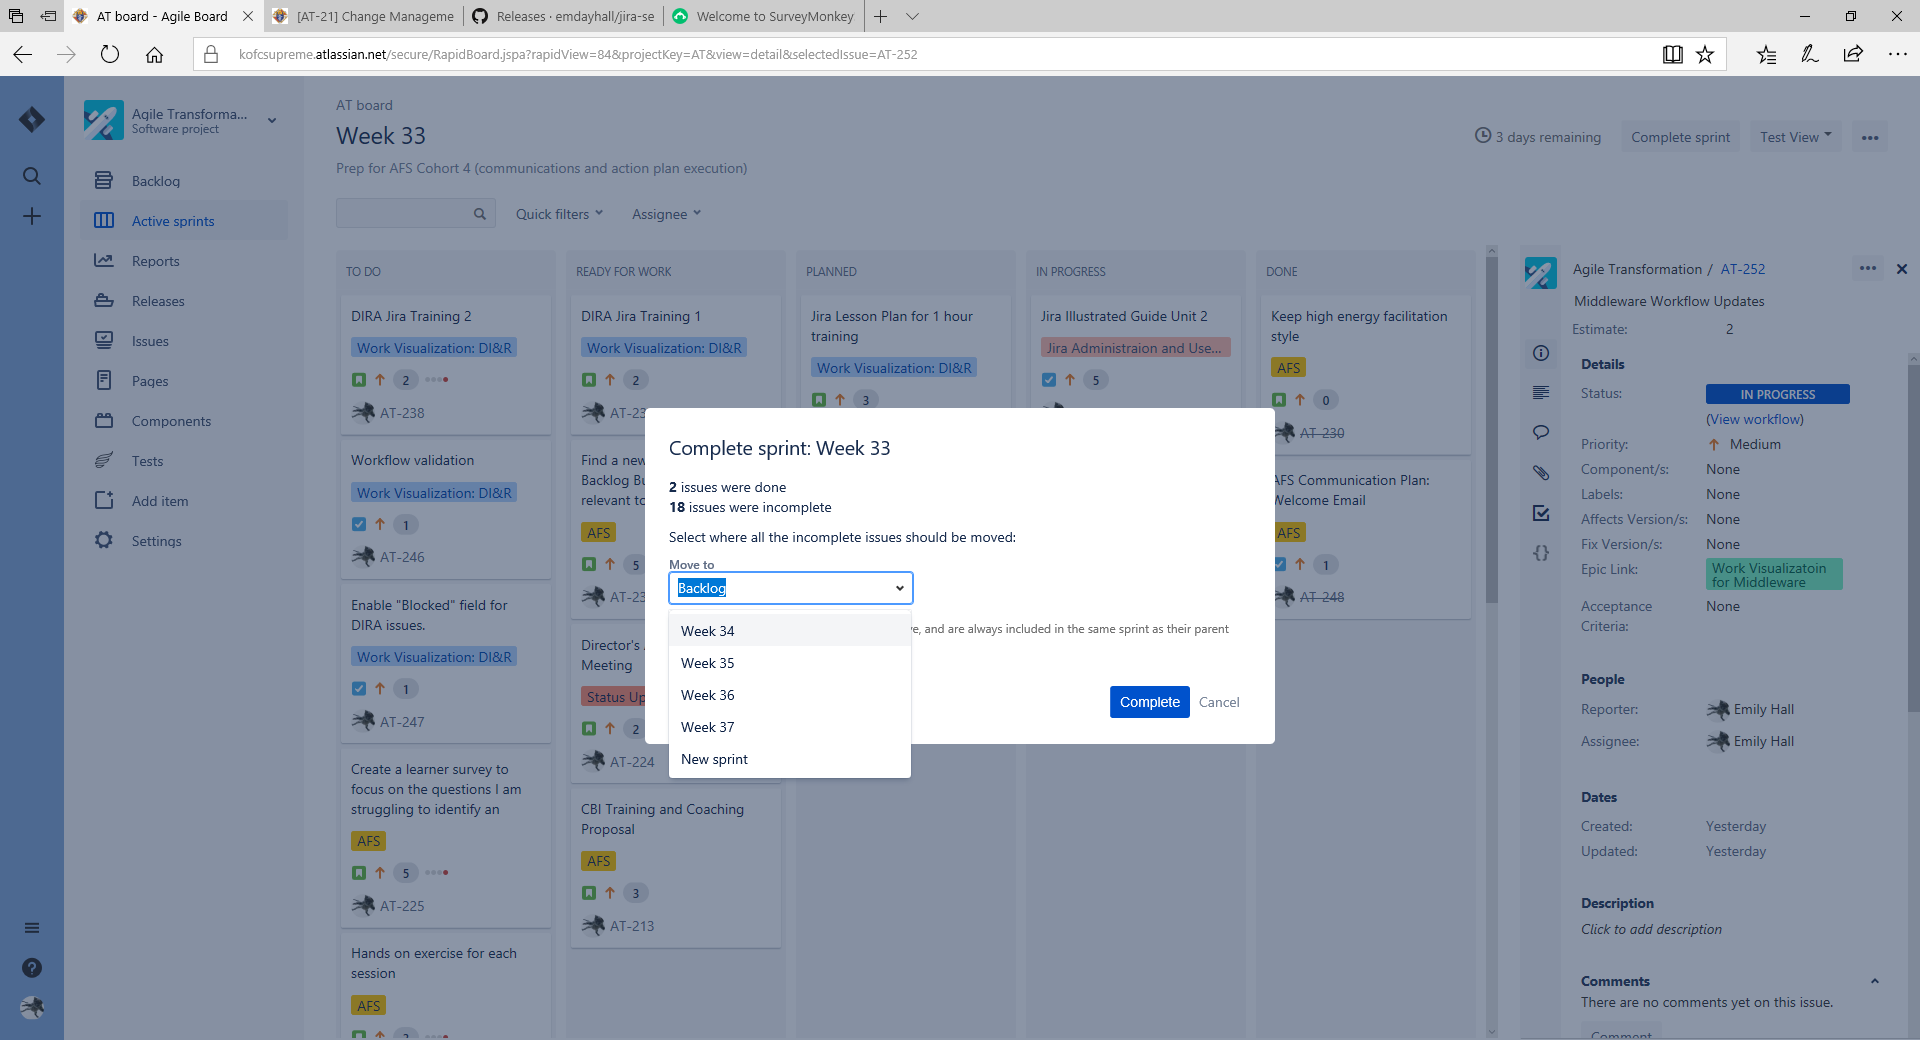 AT board - Agile Board
[AT-21] Change Manageme
Releases · emdayhall/jira-se
Welcome to SurveyMonkey
kofcsupreme.atlassian.net/secure/RapidBoard.jspa?rapidView=84&projectKey=AT&view=detail&selectedIssue=AT-252
Agile Transforma...
Software project
Backlog
Active sprints
Reports
Releases
Issues
Pages
Components
Tests
Add item
Settings
AT board
Week 33
Prep for AFS Cohort 4 (communications and action plan execution)
3 days remaining
Complete sprint
Test View
Quick filters
Assignee
TO DO
DIRA Jira Training 2
Work Visualization: DI&R
2
AT-238
Workflow validation
Work Visualization: DI&R
1
AT-246
Enable "Blocked" field for
DIRA issues.
Work Visualization: DI&R
1
AT-247
Create a learner survey to
focus on the questions I am
struggling to identify an
AFS
5
AT-225
Hands on exercise for each
session
AFS
READY FOR WORK
DIRA Jira Training 1
Work Visualization: DI&R
2
AT-23
Find a new
Backlog Bu
relevant to
AFS
5
AT-23
Director's
Meeting
Status Up
2
AT-224
CBI Training and Coaching
Proposal
AFS
3
AT-213
PLANNED
Jira Lesson Plan for 1 hour
training
Work Visualization: DI&R
3
IN PROGRESS
Jira Illustrated Guide Unit 2
Jira Administraion and Use...
5
DONE
Keep high energy facilitation
style
AFS
0
AT-230
AFS Communication Plan:
Welcome Email
AFS
1
AT-248
Complete sprint: Week 33
2 issues were done
18 issues were incomplete
Select where all the incomplete issues should be moved:
Move to
Backlog
ve, and are always included in the same sprint as their parent
Week 34
Week 35
Week 36
Week 37
New sprint
Complete
Cancel
Agile Transformation / AT-252
Middleware Workflow Updates
Estimate: 2
Details
Status: IN PROGRESS
(View workflow)
Priority: Medium
Component/s: None
Labels: None
Affects Version/s: None
Fix Version/s: None
Epic Link: Work Visualizatoin
for Middleware
Acceptance None
Criteria:
People
Reporter: Emily Hall
Assignee: Emily Hall
Dates
Created: Yesterday
Updated: Yesterday
Description
Click to add description
Comments
There are no comments yet on this issue.
Comment